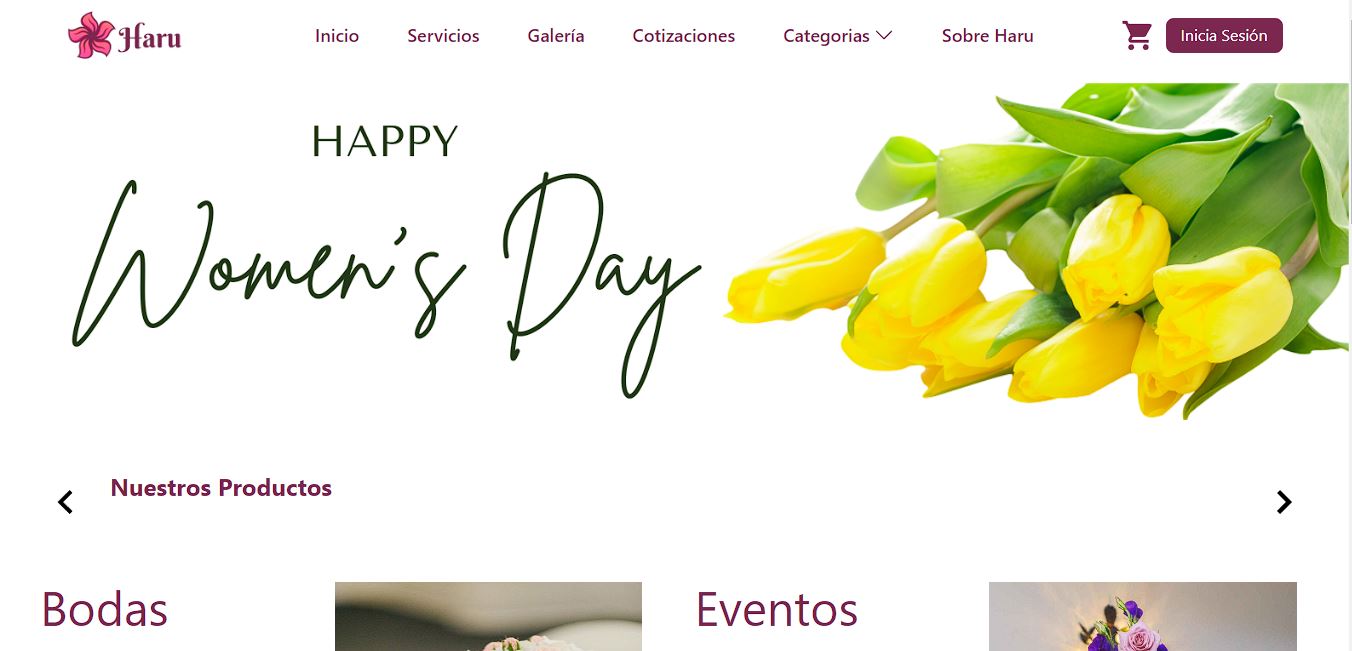 Haru
Inicio Servicios Galería Cotizaciones Categorias Sobre Haru Inicia Sesión
HAPPY
Women's Day
Nuestros Productos
Bodas Eventos